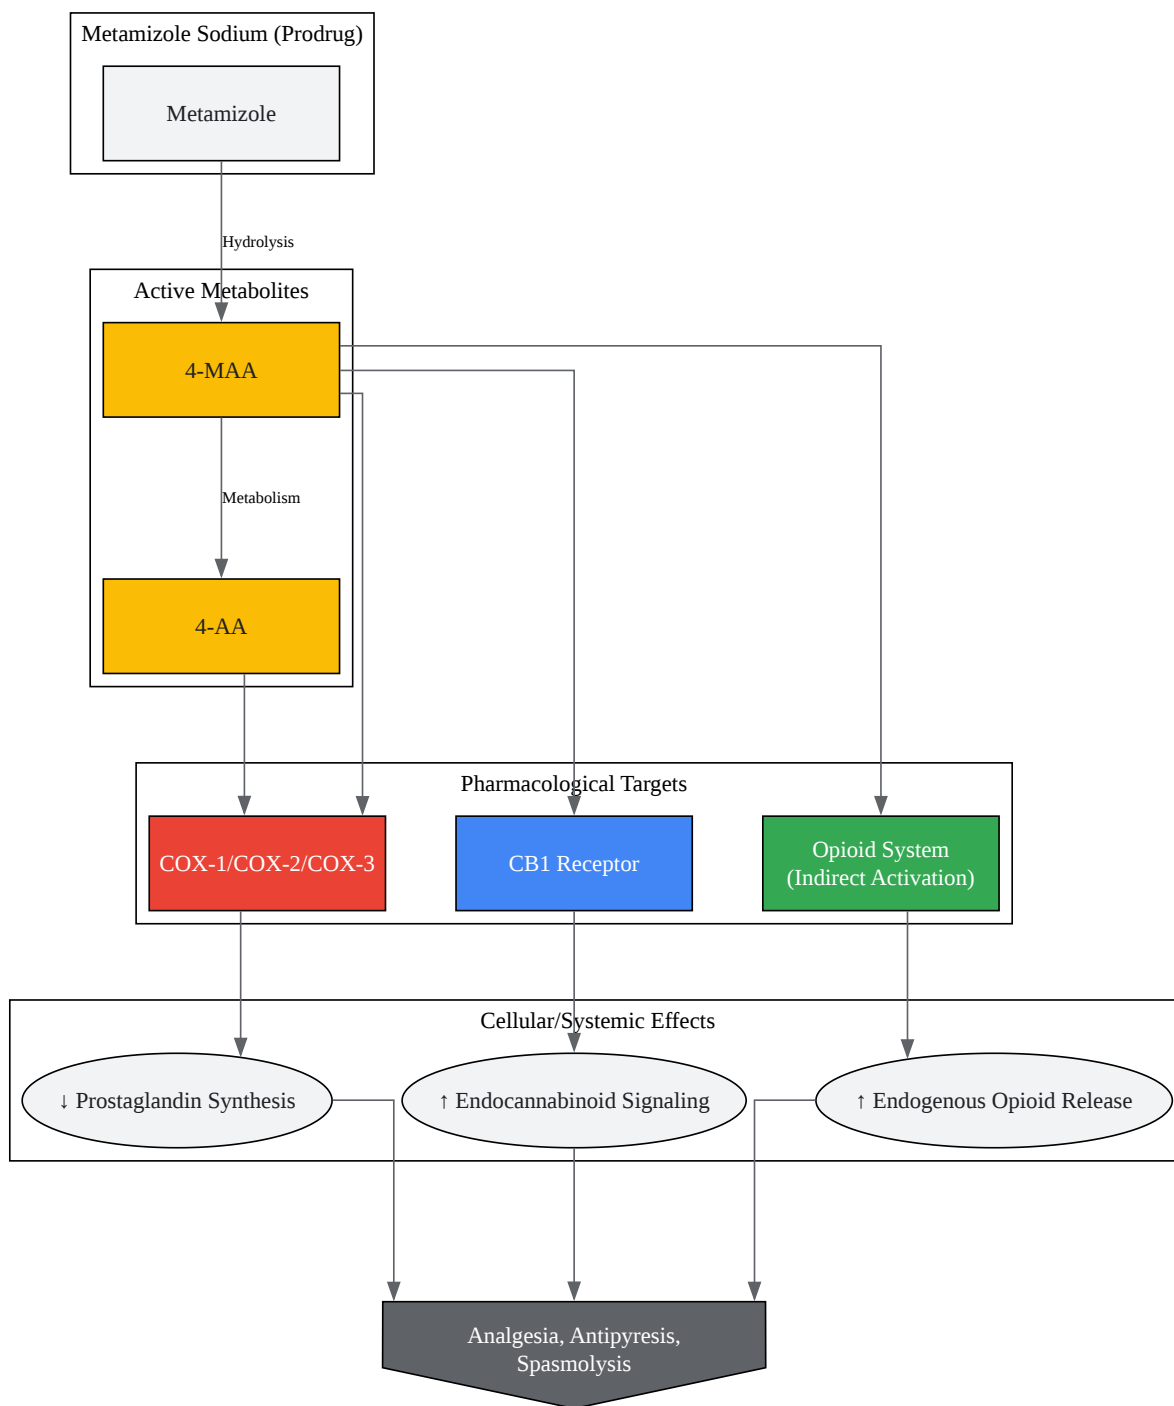 Metamizole Sodium (Prodrug)
Metamizole
Hydrolysis
Active Metabolites
4-MAA
Metabolism
4-AA
Pharmacological Targets
COX-1/COX-2/COX-3
CB1 Receptor
Opioid System
(Indirect Activation)
Cellular/Systemic Effects
↓ Prostaglandin Synthesis
↑ Endocannabinoid Signaling
↑ Endogenous Opioid Release
Analgesia, Antipyresis,
Spasmolysis